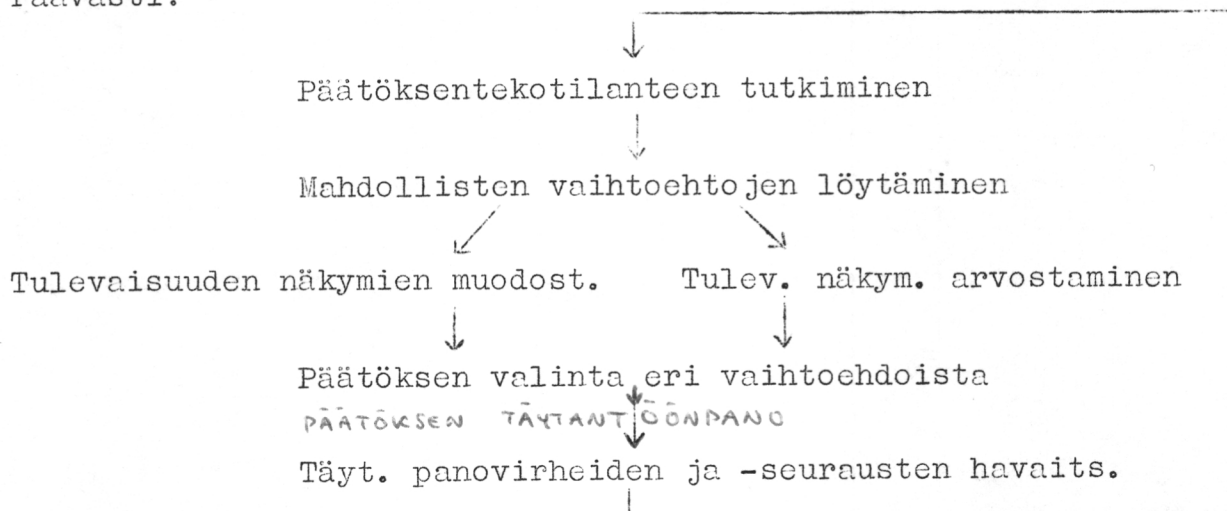 Päätöksentekotilanteen tutkiminen
Mahdollisten vaihtoehtojen löytäminen
Tulevaisuuden näkymien muodost. Tulev. näkym. arvostaminen
Päätöksen valinta eri vaihtoehdoista
PÄÄTÖKSEN TÄYTÄNTÖÖNPANO
Täyt. panovirheiden ja -seurausten havaits.